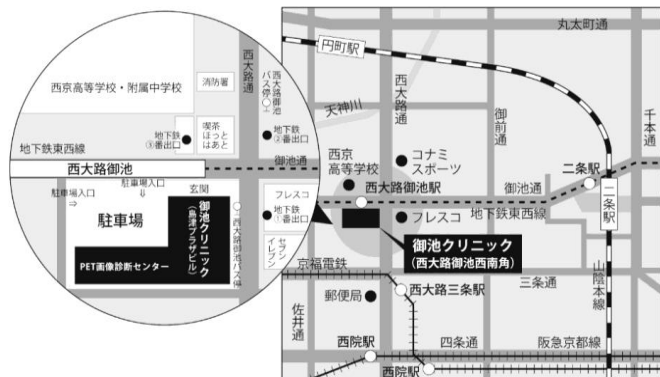 西大路通
西大路御池
バス停
西京高等学校・附属中学校
消防署
喫茶
ほっと
はあと
地下鉄
③番出口
地下鉄
②番出口
地下鉄東西線
西大路御池
御池通
駐車場入口
⇒
駐車場入口
⇓
玄関
駐車場
御池クリニック
(島津プラザビル)
PET画像診断センター
西大路御池バス停
フレスコ
地下鉄
①番出口
セブン
イレブン
丸太町通
円町駅
西大路通
天神川
御前通
千本通
西京
高等学校
コナミ
スポーツ
二条駅
西大路御池駅
御池通
地下鉄東西線
二条駅
フレスコ
御池クリニック
(西大路御池西南角)
京福電鉄
三条通
山陰本線
郵便局
西大路三条駅
佐井通
西院駅
四条通
阪急京都線
西院駅